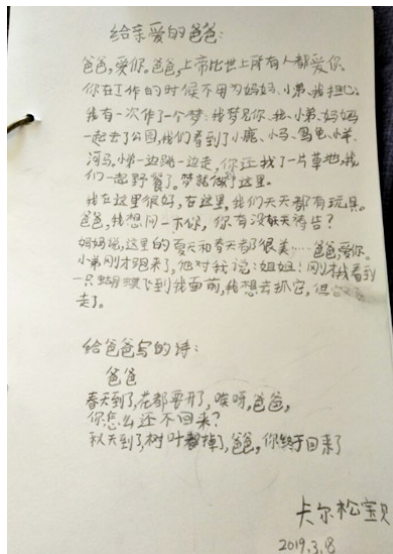 给亲爱的爸爸:
爸爸,爱你。爸爸,上帝比世上所有人都爱你
你在工作的时候不用为妈妈、小弟、我担心。
我有一次作了一个梦:我梦见你、我、小弟、妈妈
一起去了公园,我们看到了小鹿、小马、鸟龟、小羊、
河马。小弟一边跳一边走,你还找了一片草地,我
们一起野餐了。梦就做了这里。
我在这里很好,在这里,我们天天都有玩具。
爸爸,我想问一下你,你有没有天天祷告?
妈妈说,这里的夏天和春天都很美……爸爸,爱你。
小弟刚才跑来了,他对我说:姐姐!刚才我看到
一只蝴蝶飞到我面前,我想去抓它,但
走了。
给爸爸写的诗:
爸爸
春天到了,花都要开了,唉呀,爸爸,
你怎么还不回来?
秋天到了,树叶都掉了,爸爸,你终于回来了
卡尔松宝贝
2019.3.8